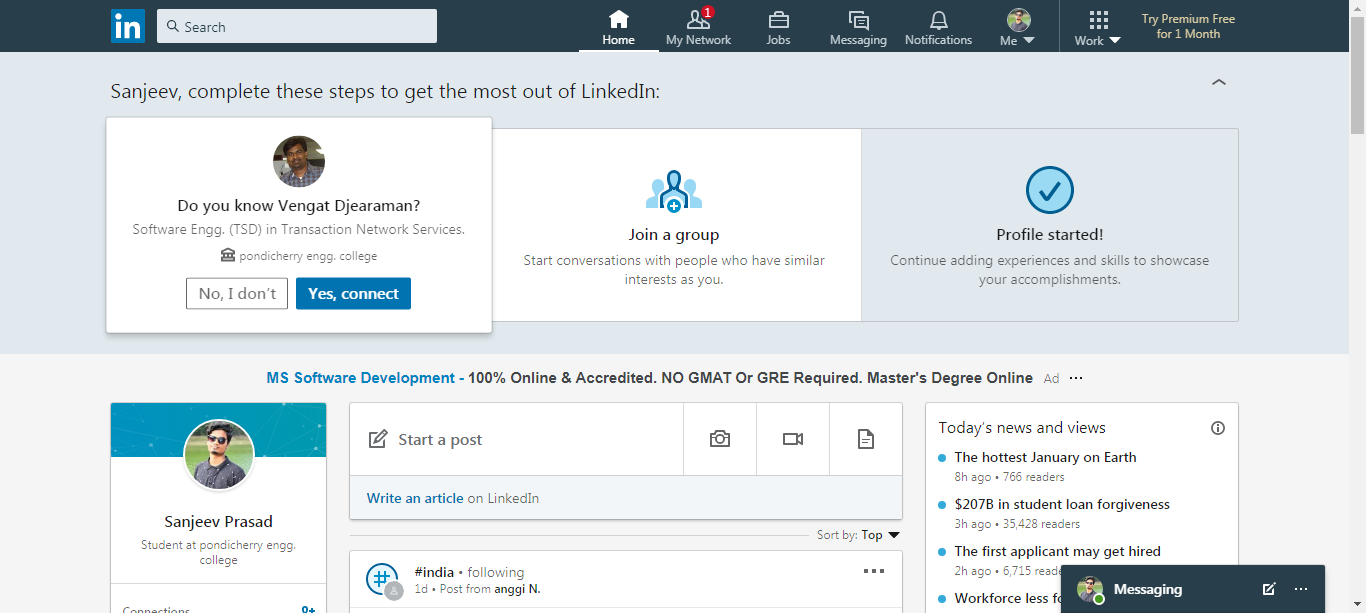 in
Search
Home
1
My Network
Jobs
Messaging
Notifications
Me
Work
Try Premium Free
for 1 Month
Sanjeev, complete these steps to get the most out of LinkedIn:
Do you know Vengat Djearaman?
Software Engg. (TSD) in Transaction Network Services.
pondicherry engg. college
No, I don't
Yes, connect
Join a group
Start conversations with people who have similar
interests as you.
Profile started!
Continue adding experiences and skills to showcase
your accomplishments.
MS Software Development - 100% Online & Accredited. NO GMAT Or GRE Required. Master's Degree Online Ad ...
Sanjeev Prasad
Student at pondicherry engg.
college
Connections
Start a post
Write an article on LinkedIn
Sort by: Top
#india • following
1d • Post from anggi N.
Today's news and views
The hottest January on Earth
8h ago • 766 readers
$207B in student loan forgiveness
3h ago • 35,428 readers
The first applicant may get hired
2h ago • 6,715
Workforce less
Messaging